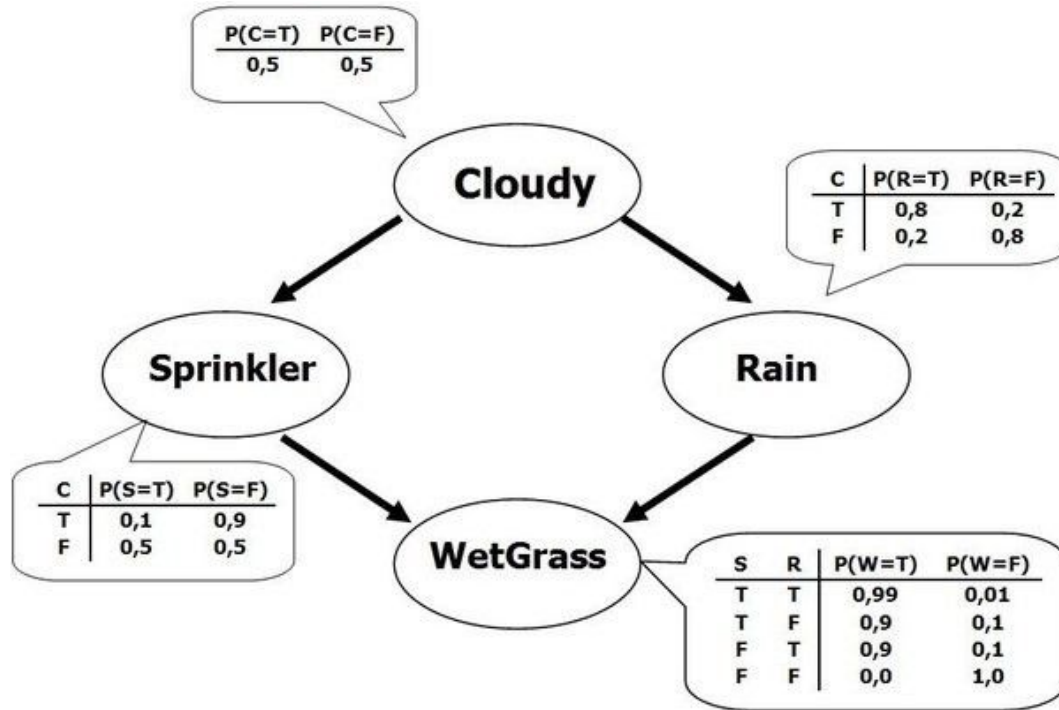 P(C=T) P(C=F)
0,5 0,5
Cloudy
C P(R=T) P(R=F)
T 0,8 0,2
F 0,2 0,8
Sprinkler
Rain
C P(S=T) P(S=F)
T 0,1 0,9
F 0,5 0,5
WetGrass
S R P(W=T) P(W=F)
T T 0,99 0,01
T F 0,9 0,1
F T 0,9 0,1
F F 0,0 1,0